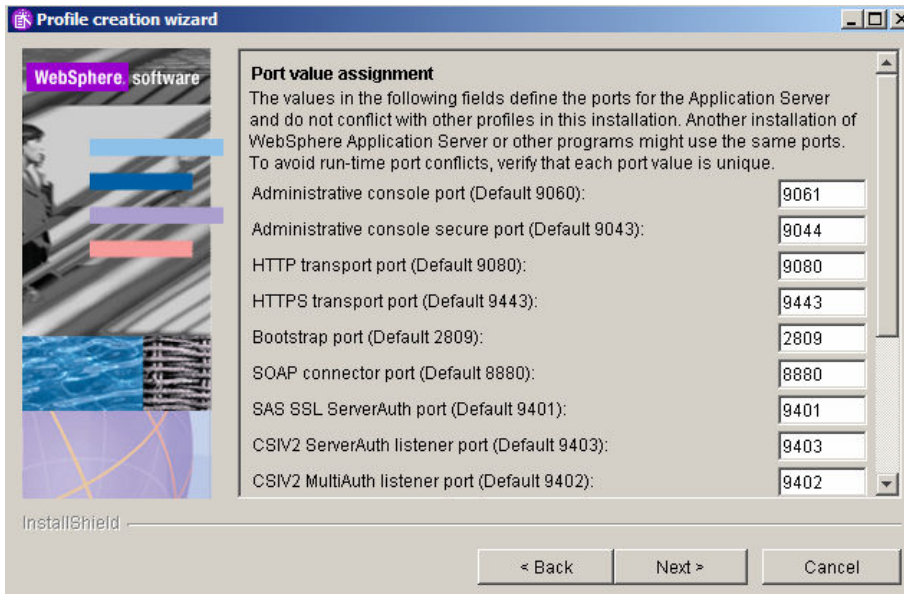 Profile creation wizard
WebSphere. software
Port value assignment
The values in the following fields define the ports for the Application Server
and do not conflict with other profiles in this installation. Another installation of
WebSphere Application Server or other programs might use the same ports.
To avoid run-time port conflicts, verify that each port value is unique.
Administrative console port (Default 9060): 9061
Administrative console secure port (Default 9043): 9044
HTTP transport port (Default 9080): 9080
HTTPS transport port (Default 9443): 9443
Bootstrap port (Default 2809): 2809
SOAP connector port (Default 8880): 8880
SAS SSL ServerAuth port (Default 9401): 9401
CSIV2 ServerAuth listener port (Default 9403): 9403
CSIV2 MultiAuth listener port (Default 9402): 9402
InstallShield
< Back Next > Cancel